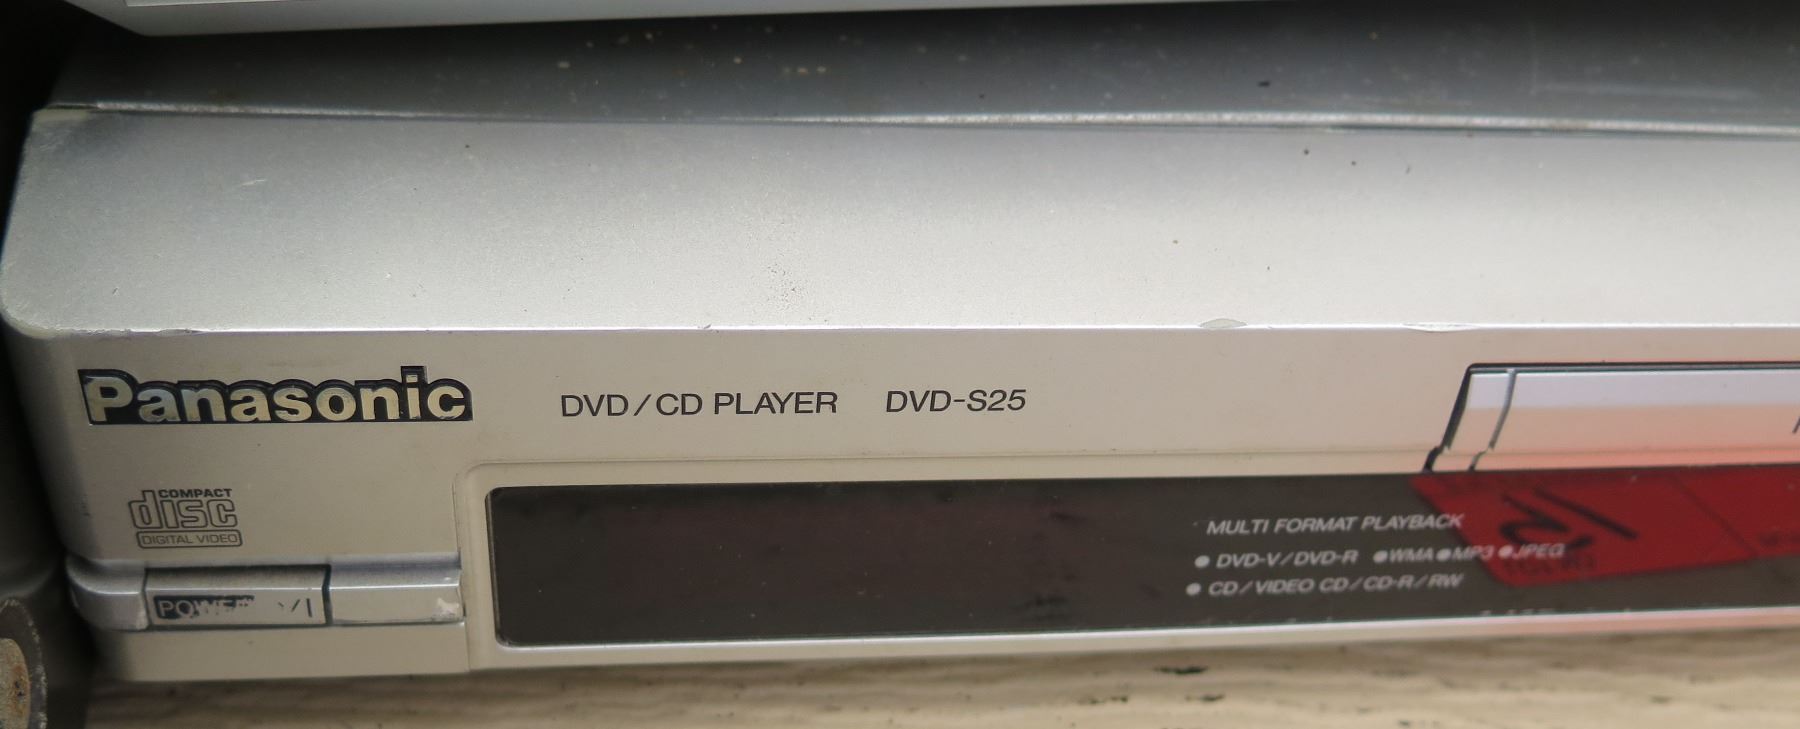 Panasonic
DVD/CD PLAYER DVD-S25
COMPACT
disc
DIGITAL VIDEO
POWER /I
MULTI FORMAT PLAYBACK
● DVD-V/DVD-R ●WMA ●MP3 ●JPEG
● CD/VIDEO CD/CD-R/RW